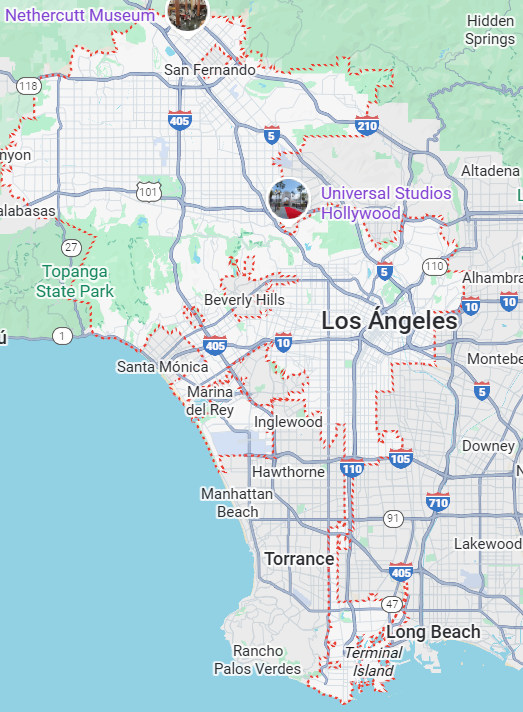 Nethercutt Museum
Hidden
Springs
San Fernando
118
405
5
210
nyon
Altadena
101
Universal Studios
Hollywood
L
alabasas
27
Topanga
State Park
5
110
Alhambra
10
10
Beverly Hills
Los Ángeles
ú
1
405
10
Santa Mónica
Montebe
5
Marina
del Rey
Inglewood
Downey
Hawthorne
110
105
N
Manhattan
Beach
710
91
Lakewood
Torrance
405
47
Long Beach
Rancho
Palos Verdes
Terminal
Island